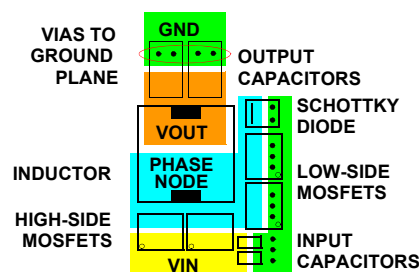 GND
VIAS TO
GROUND
PLANE
OUTPUT
CAPACITORS
VOUT
SCHOTTKY
DIODE
INDUCTOR
PHASE
NODE
LOW-SIDE
MOSFETS
HIGH-SIDE
MOSFETS
VIN
INPUT
CAPACITORS